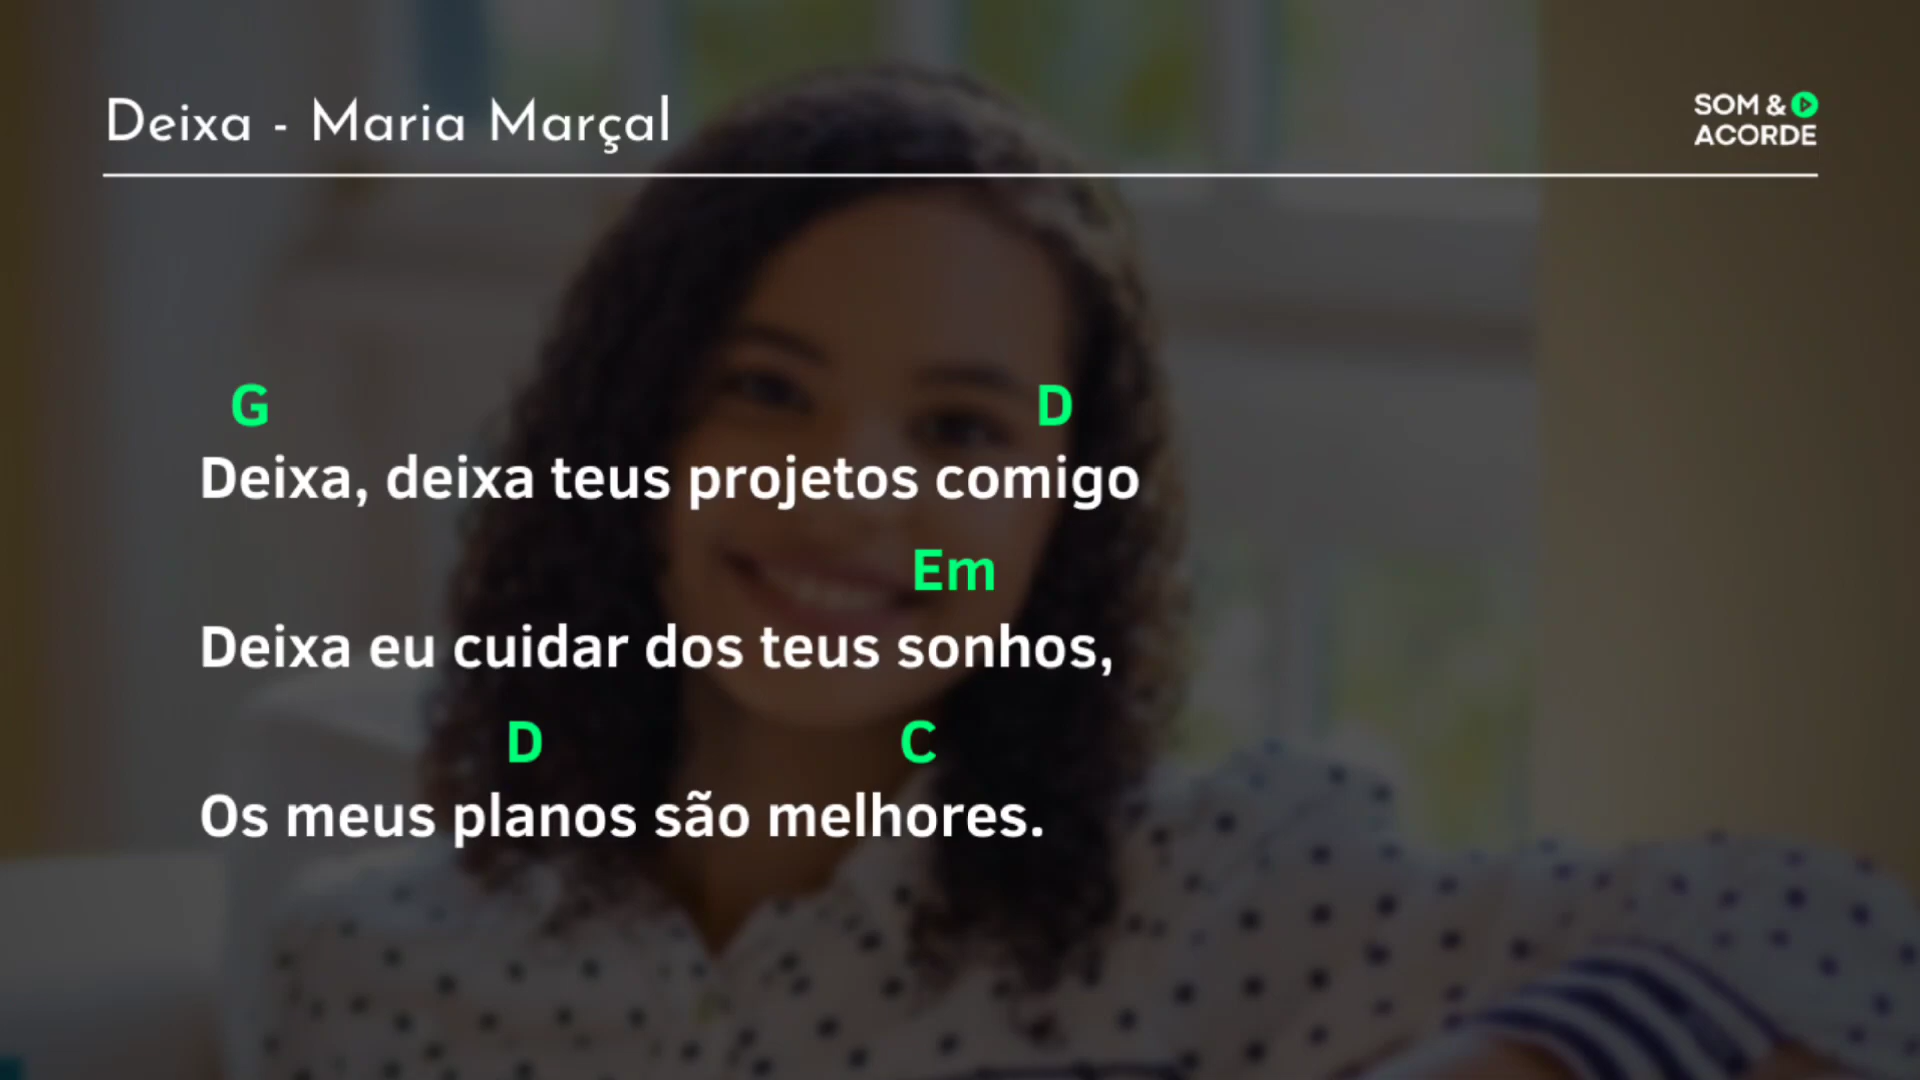 Deixa - Maria Marçal
SOM &
ACORDE
G D
Deixa, deixa teus projetos comigo
Em
Deixa eu cuidar dos teus sonhos,
D C
Os meus planos são melhores.